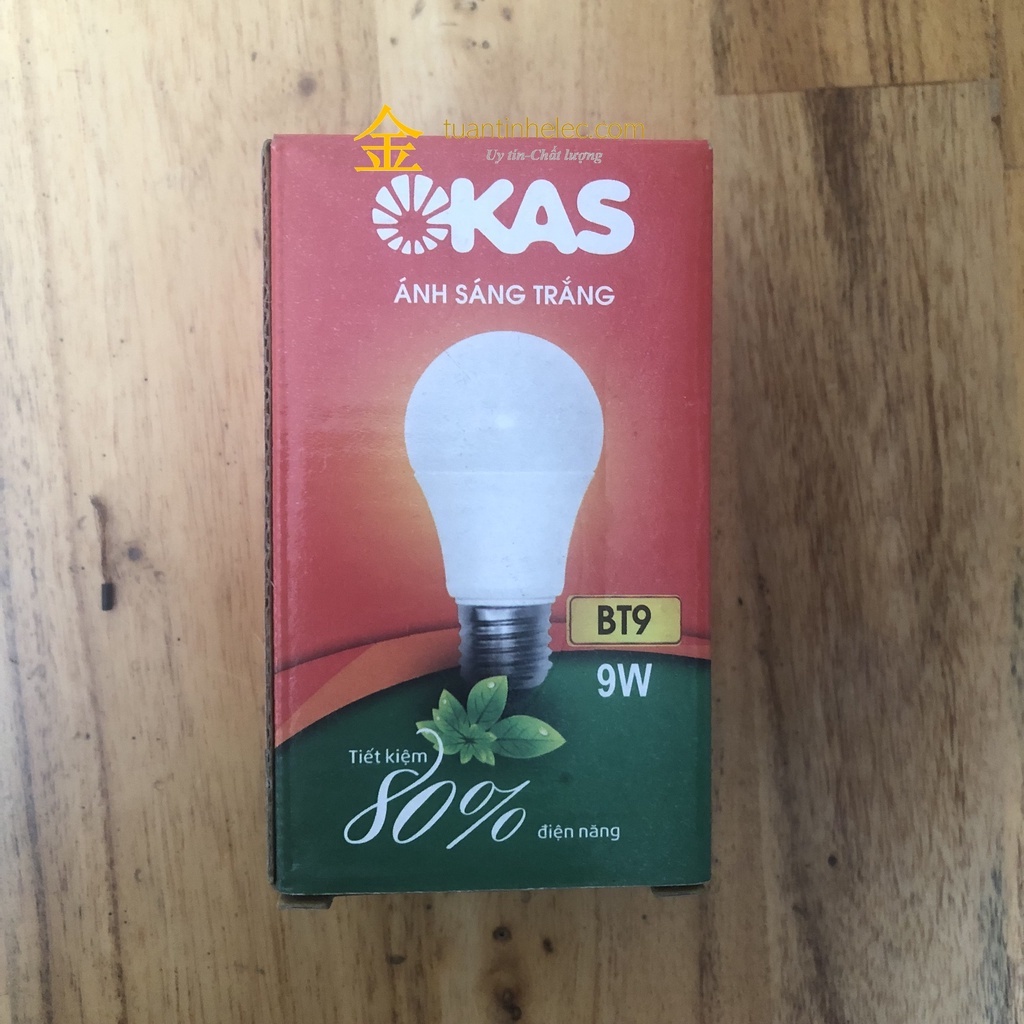 金 tuantinhelec.com
Uy tín-Chất lượng
KAS
ÁNH SÁNG TRẮNG
BT9
9W
Tiết kiệm
80% điện năng